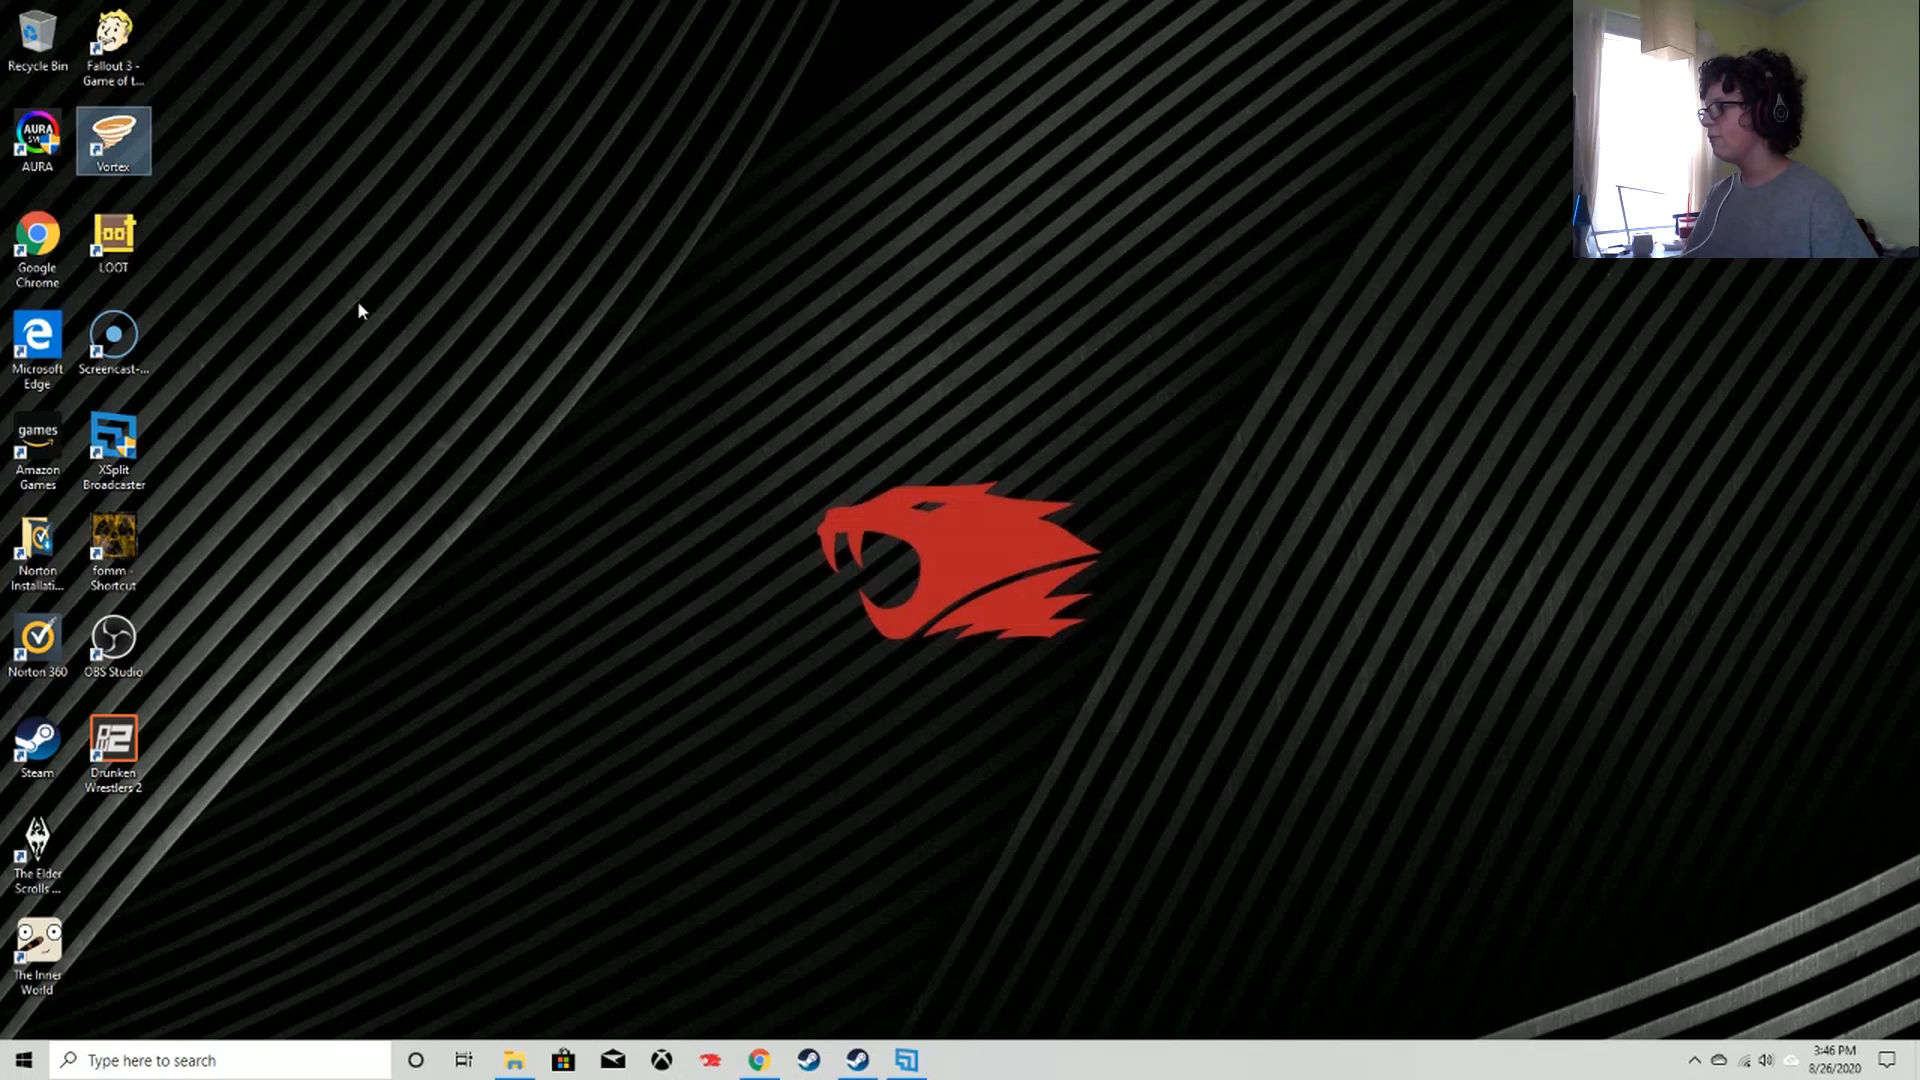 Recycle Bin
Fallout 3 -
Game of t...
AURA
SYNC
AURA
Vortex
Google
Chrome
LOOT
Microsoft
Edge
Screencast-...
games
Amazon
Games
XSplit
Broadcaster
Norton
Installati...
fomm -
Shortcut
Norton 360
OBS Studio
Steam
Drunken
Wrestlers 2
The Elder
Scrolls ...
The Inner
World
Type here to search
3:46 PM
8/26/2020